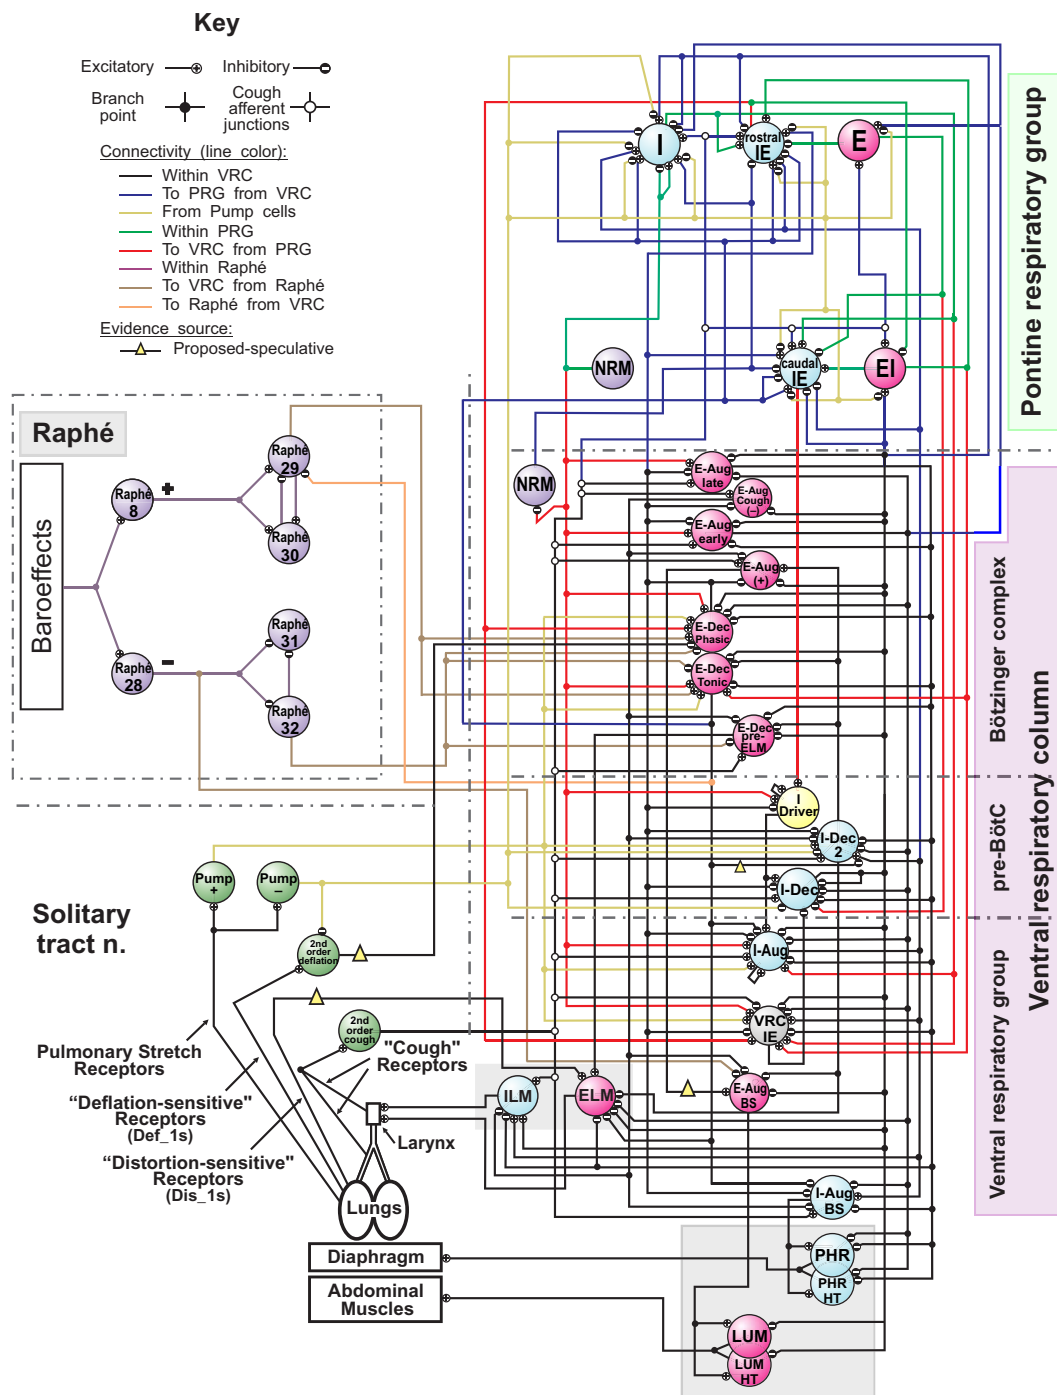 Key
Excitatory
Inhibitory
Branch
point
Cough
afferent
junctions
Connectivity (line color):
Within VRC
To PRG from VRC
From Pump cells
Within PRG
To VRC from PRG
Within Raphé
To VRC from Raphé
To Raphé from VRC
Evidence source:
Proposed-speculative
I
rostral
IE
E
NRM
caudal
IE
EI
Pontine respiratory group
Raphé
Baroeffects
Raphé
8
+
Raphé
29
Raphé
30
Raphé
31
Raphé
28
–
Raphé
32
NRM
E-Aug
late
E-Aug
Cough
(–)
E-Aug
early
E-Aug
(+)
E-Dec
Phasic
E-Dec
Tonic
E-Dec
pre-
ELM
Bötzinger complex
I
Driver
I-Dec
2
I-Dec
pre-BötC
Ventral respiratory column
Pump
+
Pump
–
Solitary
tract n.
2nd
order
deflation
2nd
order
cough
I-Aug
VRC
IE
E-Aug
BS
Ventral respiratory group
Pulmonary Stretch
Receptors
"Cough"
Receptors
“Deflation-sensitive"
Receptors
(Def_1s)
“Distortion-sensitive"
Receptors
(Dis_1s)
ILM
ELM
Larynx
Lungs
I-Aug
BS
Diaphragm
Abdominal
Muscles
PHR
PHR
HT
LUM
LUM
HT